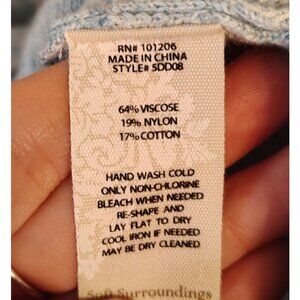 RN# 101206
MADE IN CHINA
STYLE# 5DD08
64% VISCOSE
19% NYLON
17% COTTON
HAND WASH COLD
ONLY NON-CHLORINE
BLEACH WHEN NEEDED
RE-SHAPE AND
LAY FLAT TO DRY
COOL IRON IF NEEDED
MAY BE DRY CLEANED
Soft Surroundings